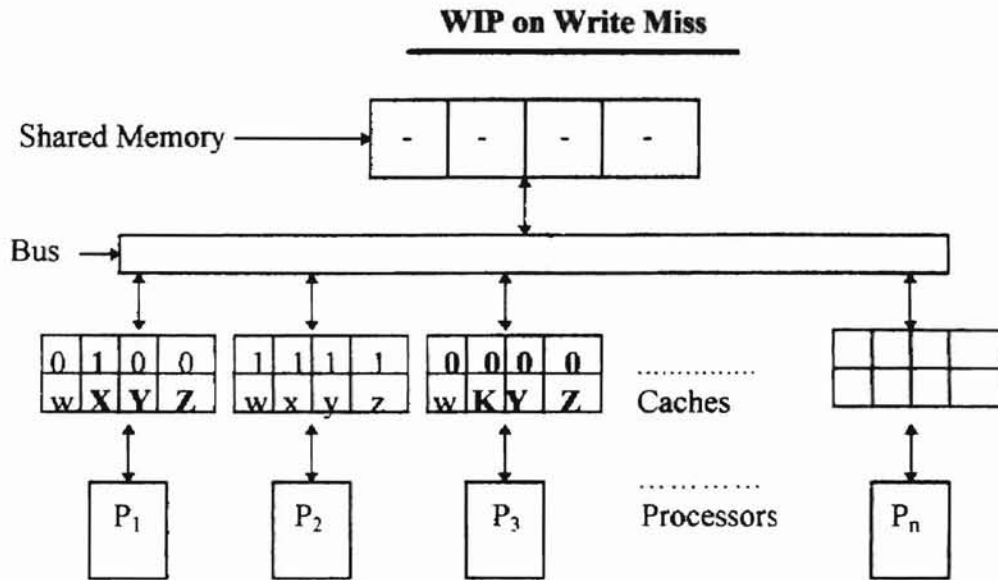 WIP on Write Miss
Shared Memory
- - - -
Bus
0 1 0 0 1 1 1 1 0 0 0 0
w X Y Z w x y z w K Y Z
............. Caches
............. Processors
P1 P2 P3 Pn